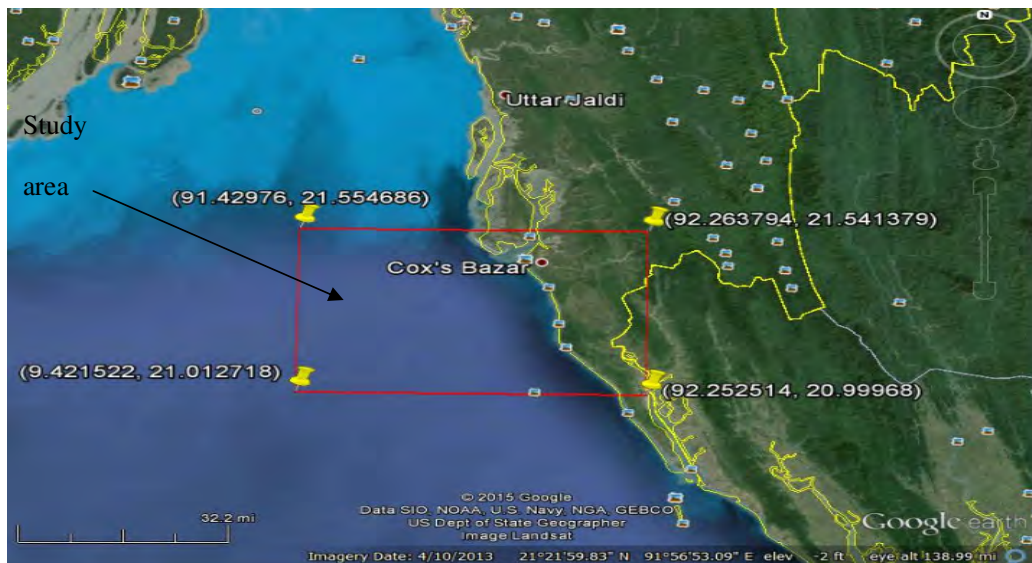 N
Uttar Jaldi
Study
area
(91.42976, 21.554686)
(92.263794, 21.541379)
Cox's Bazar
(9.421522, 21.012718)
(92.252514, 20.99968)
© 2015 Google
Data SIO, NOAA, U.S. Navy, NGA, GEBCO
US Dept of State Geographer
Image Landsat
32.2 mi
Google earth
Imagery Date: 4/10/2013 21°21'59.83" N 91°56'53.09" E elev -2 ft eye alt 138.99 mi